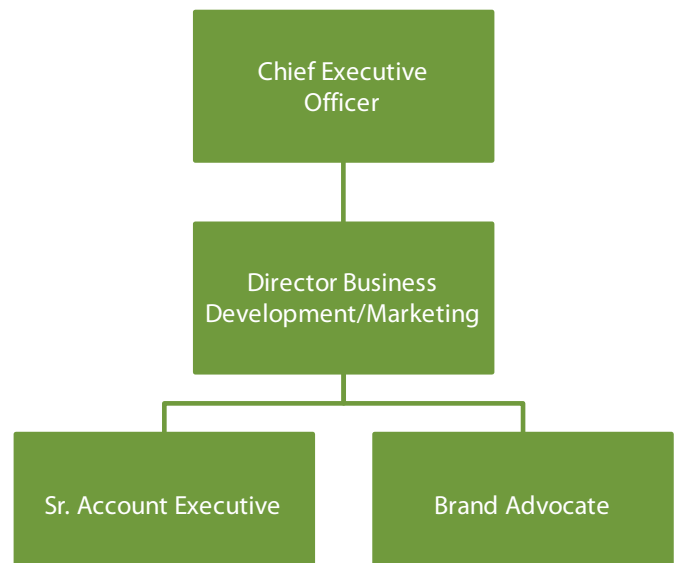 Chief Executive
Officer
Director Business
Development/Marketing
Sr. Account Executive
Brand Advocate